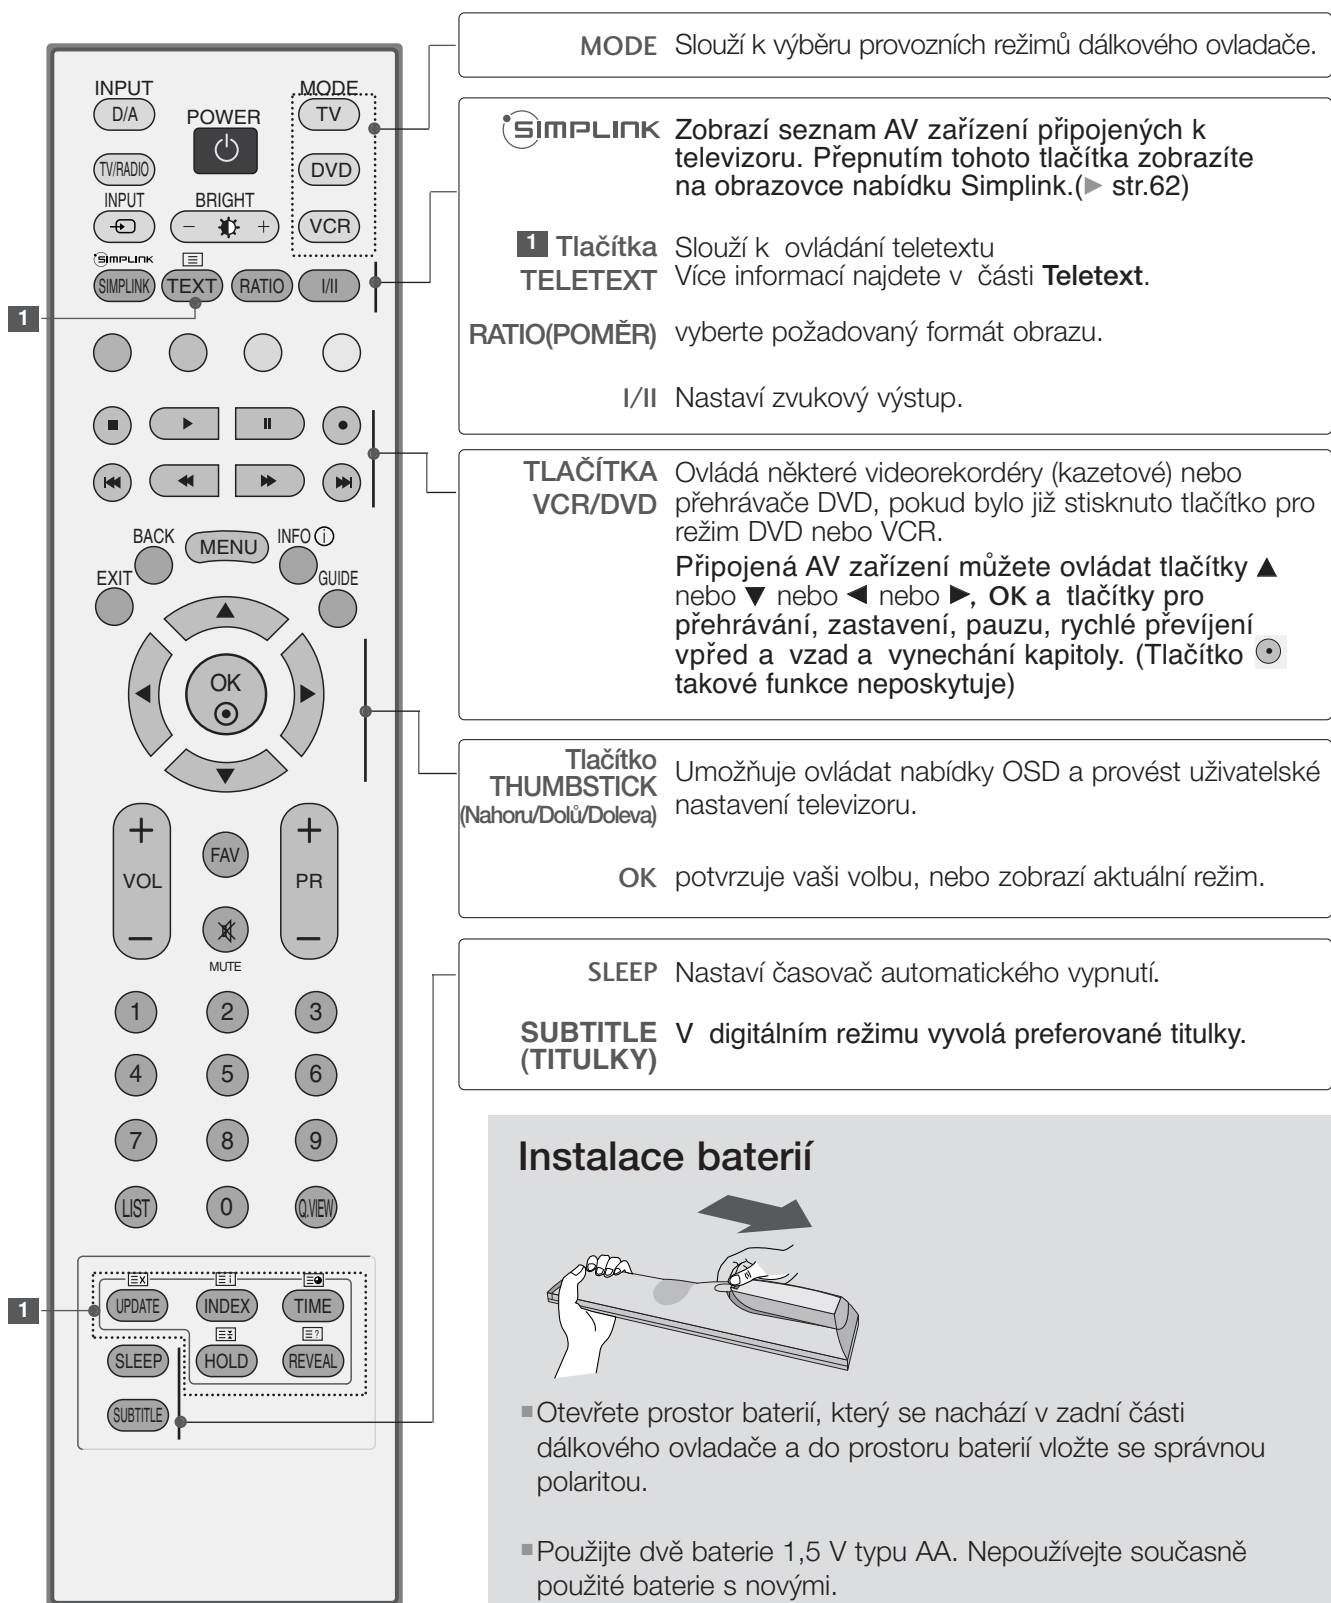 INPUT
MODE
D/A
POWER
TV
TV/RADIO
DVD
INPUT
BRIGHT
- +
VCR
SIMPLINK
SIMPLINK
TEXT
RATIO
I/II
1
BACK
MENU
INFO i
EXIT
GUIDE
OK
+
VOL
-
FAV
MUTE
+
PR
-
1 2 3
4 5 6
7 8 9
LIST 0 Q.VIEW
1
UPDATE INDEX TIME
SLEEP HOLD REVEAL
SUBTITLE
MODE Slouží k výběru provozních režimů dálkového ovladače.
SIMPLINK Zobrazí seznam AV zařízení připojených k
televizoru. Přepnutím tohoto tlačítka zobrazíte
na obrazovce nabídku Simplink.(► str.62)
1 Tlačítka Slouží k ovládání teletextu
TELETEXT Více informací najdete v části Teletext.
RATIO(POMĚR) vyberte požadovaný formát obrazu.
I/II Nastaví zvukový výstup.
TLAČÍTKA Ovládá některé videorekordéry (kazetové) nebo
VCR/DVD přehrávače DVD, pokud bylo již stisknuto tlačítko pro
režim DVD nebo VCR.
Připojená AV zařízení můžete ovládat tlačítky ▲
nebo ▼ nebo ◄ nebo ►, OK a tlačítky pro
přehrávání, zastavení, pauzu, rychlé převíjení
vpřed a vzad a vynechání kapitoly. (Tlačítko ⊙
takové funkce neposkytuje)
Tlačítko
THUMBSTICK
(Nahoru/Dolů/Doleva)
Umožňuje ovládat nabídky OSD a provést uživatelské
nastavení televizoru.
OK potvrzuje vaši volbu, nebo zobrazí aktuální režim.
SLEEP Nastaví časovač automatického vypnutí.
SUBTITLE V digitálním režimu vyvolá preferované titulky.
(TITULKY)
Instalace baterií
■Otevřete prostor baterií, který se nachází v zadní části
dálkového ovladače a do prostoru baterií vložte se správnou
polaritou.
■Použijte dvě baterie 1,5 V typu AA. Nepoužívejte současně
použité baterie s novými.